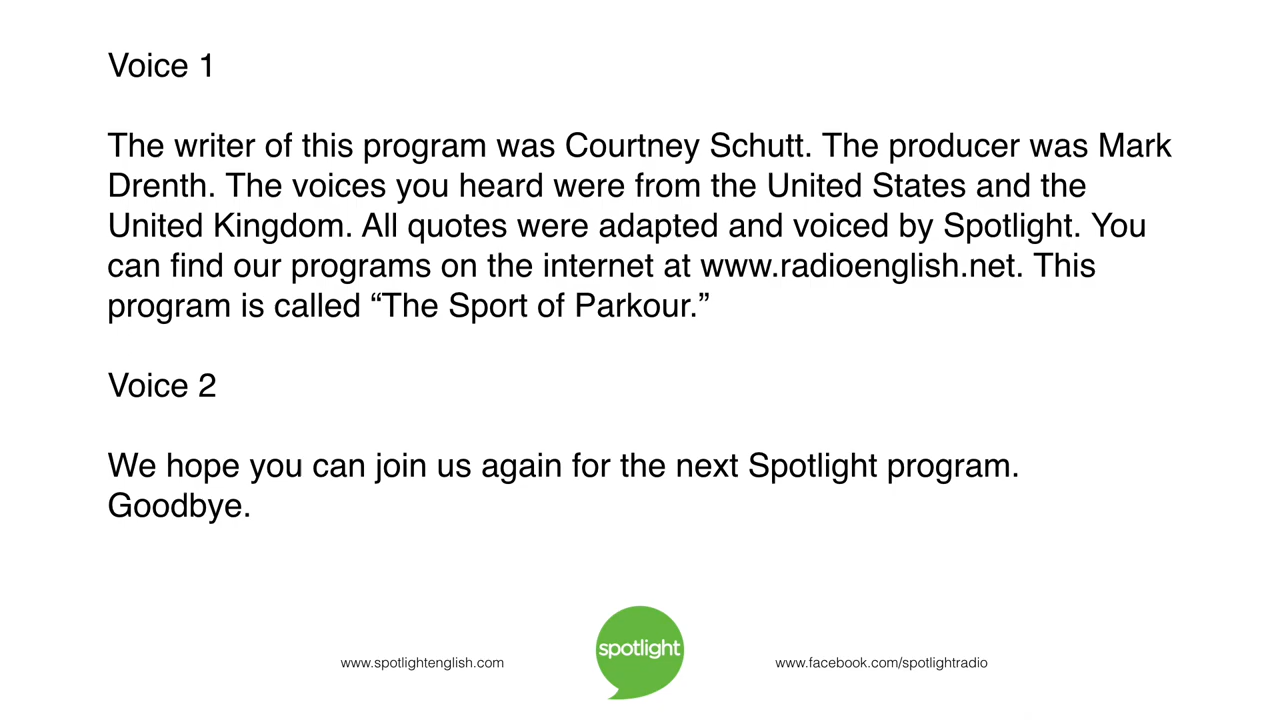 Voice 1
The writer of this program was Courtney Schutt. The producer was Mark
Drenth. The voices you heard were from the United States and the
United Kingdom. All quotes were adapted and voiced by Spotlight. You
can find our programs on the internet at www.radioenglish.net. This
program is called “The Sport of Parkour.”
Voice 2
We hope you can join us again for the next Spotlight program.
Goodbye.
www.spotlightenglish.com
spotlight
www.facebook.com/spotlightradio